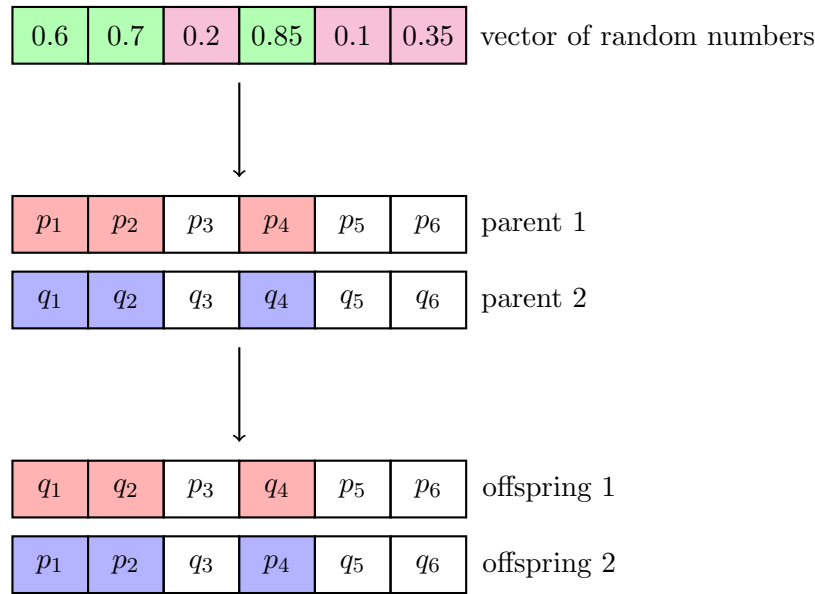 0.6 0.7 0.2 0.85 0.1 0.35 vector of random numbers
p₁ p₂ p₃ p₄ p₅ p₆ parent 1
q₁ q₂ q₃ q₄ q₅ q₆ parent 2
q₁ q₂ p₃ q₄ p₅ p₆ offspring 1
p₁ p₂ q₃ p₄ q₅ q₆ offspring 2